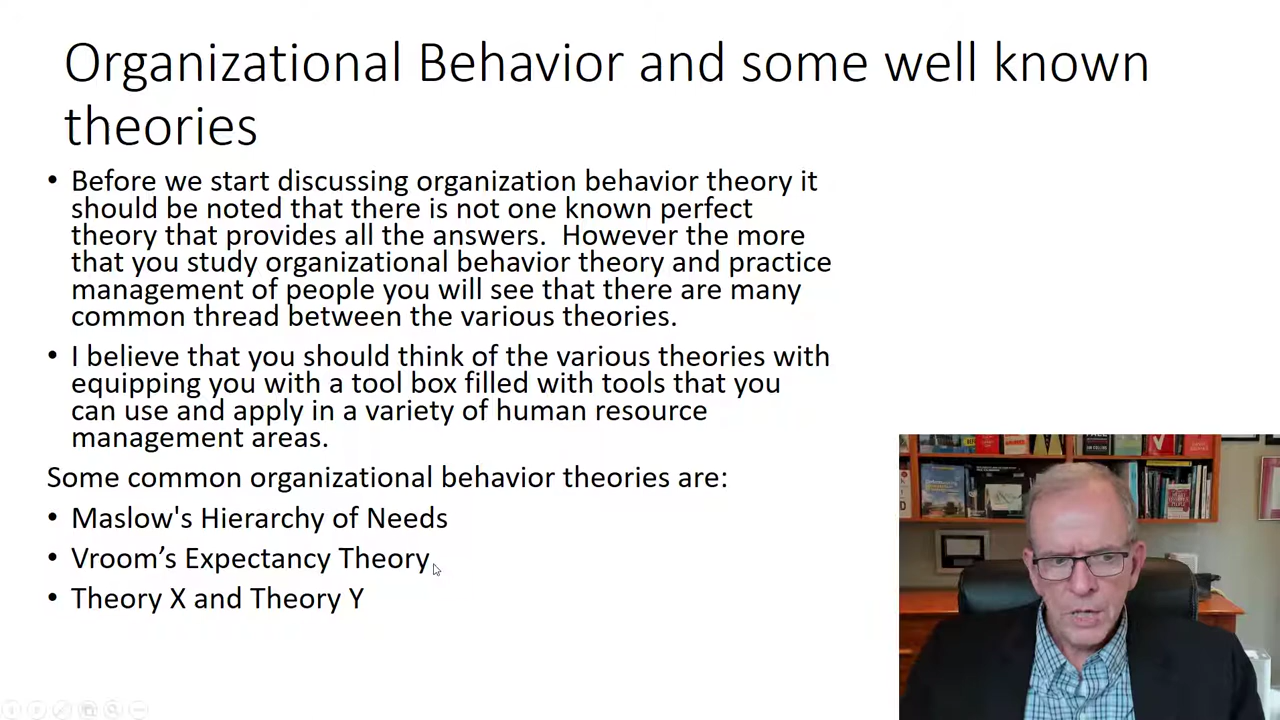 Organizational Behavior and some well known
theories
• Before we start discussing organization behavior theory it
should be noted that there is not one known perfect
theory that provides all the answers.  However the more
that you study organizational behavior theory and practice
management of people you will see that there are many
common thread between the various theories.
• I believe that you should think of the various theories with
equipping you with a tool box filled with tools that you
can use and apply in a variety of human resource
management areas.
Some common organizational behavior theories are:
• Maslow's Hierarchy of Needs
• Vroom’s Expectancy Theory
• Theory X and Theory Y